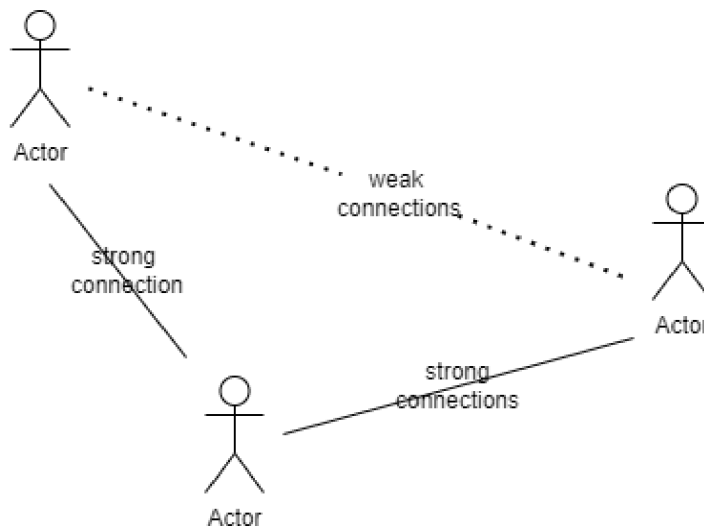 Actor
weak
connections
strong
connection
Actor
strong
connections
Actor